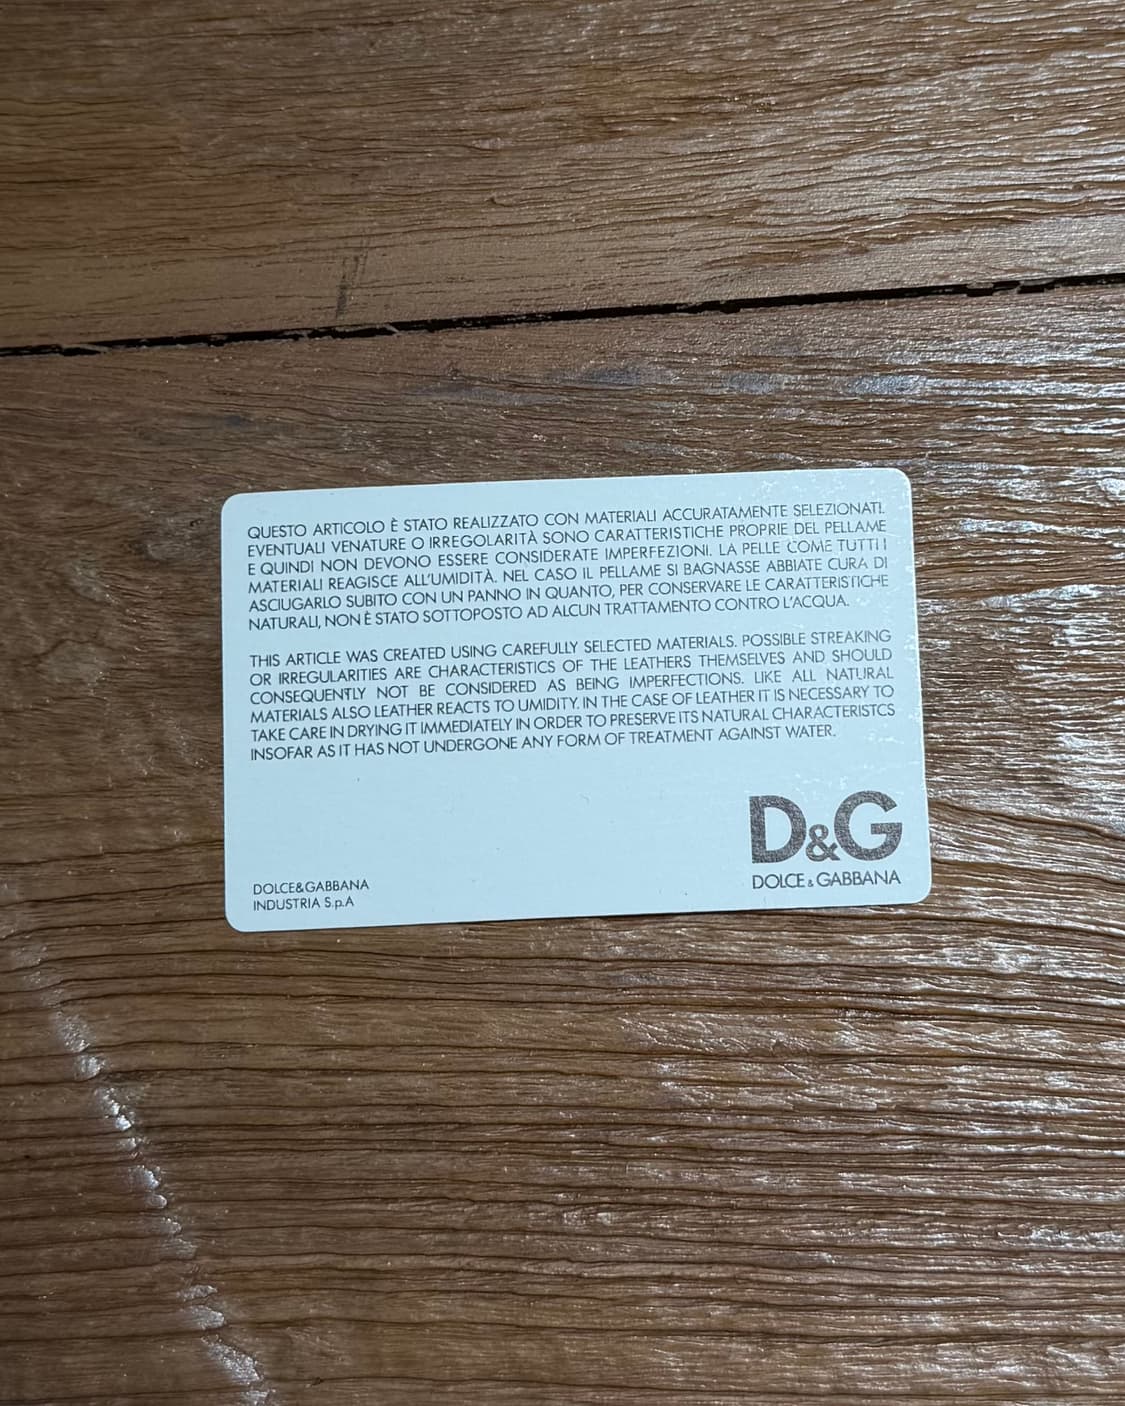 QUESTO ARTICOLO È STATO REALIZZATO CON MATERIALI ACCURATAMENTE SELEZIONATI.
EVENTUALI VENATURE O IRREGOLARITÀ SONO CARATTERISTICHE PROPRIE DEL PELLAME
E QUINDI NON DEVONO ESSERE CONSIDERATE IMPERFEZIONI. LA PELLE COME TUTTI I
MATERIALI REAGISCE ALL'UMIDITÀ. NEL CASO IL PELLAME SI BAGNASSE ABBIATE CURA DI
ASCIUGARLO SUBITO CON UN PANNO IN QUANTO, PER CONSERVARE LE CARATTERISTICHE
NATURALI, NON È STATO SOTTOPOSTO AD ALCUN TRATTAMENTO CONTRO L'ACQUA.
THIS ARTICLE WAS CREATED USING CAREFULLY SELECTED MATERIALS. POSSIBLE STREAKING
OR IRREGULARITIES ARE CHARACTERISTICS OF THE LEATHERS THEMSELVES AND SHOULD
CONSEQUENTLY NOT BE CONSIDERED AS BEING IMPERFECTIONS. LIKE ALL NATURAL
MATERIALS ALSO LEATHER REACTS TO UMIDITY. IN THE CASE OF LEATHER IT IS NECESSARY TO
TAKE CARE IN DRYING IT IMMEDIATELY IN ORDER TO PRESERVE ITS NATURAL CHARACTERISTCS
INSOFAR AS IT HAS NOT UNDERGONE ANY FORM OF TREATMENT AGAINST WATER.
D&G
DOLCE & GABBANA
DOLCE&GABBANA
INDUSTRIA S.p.A